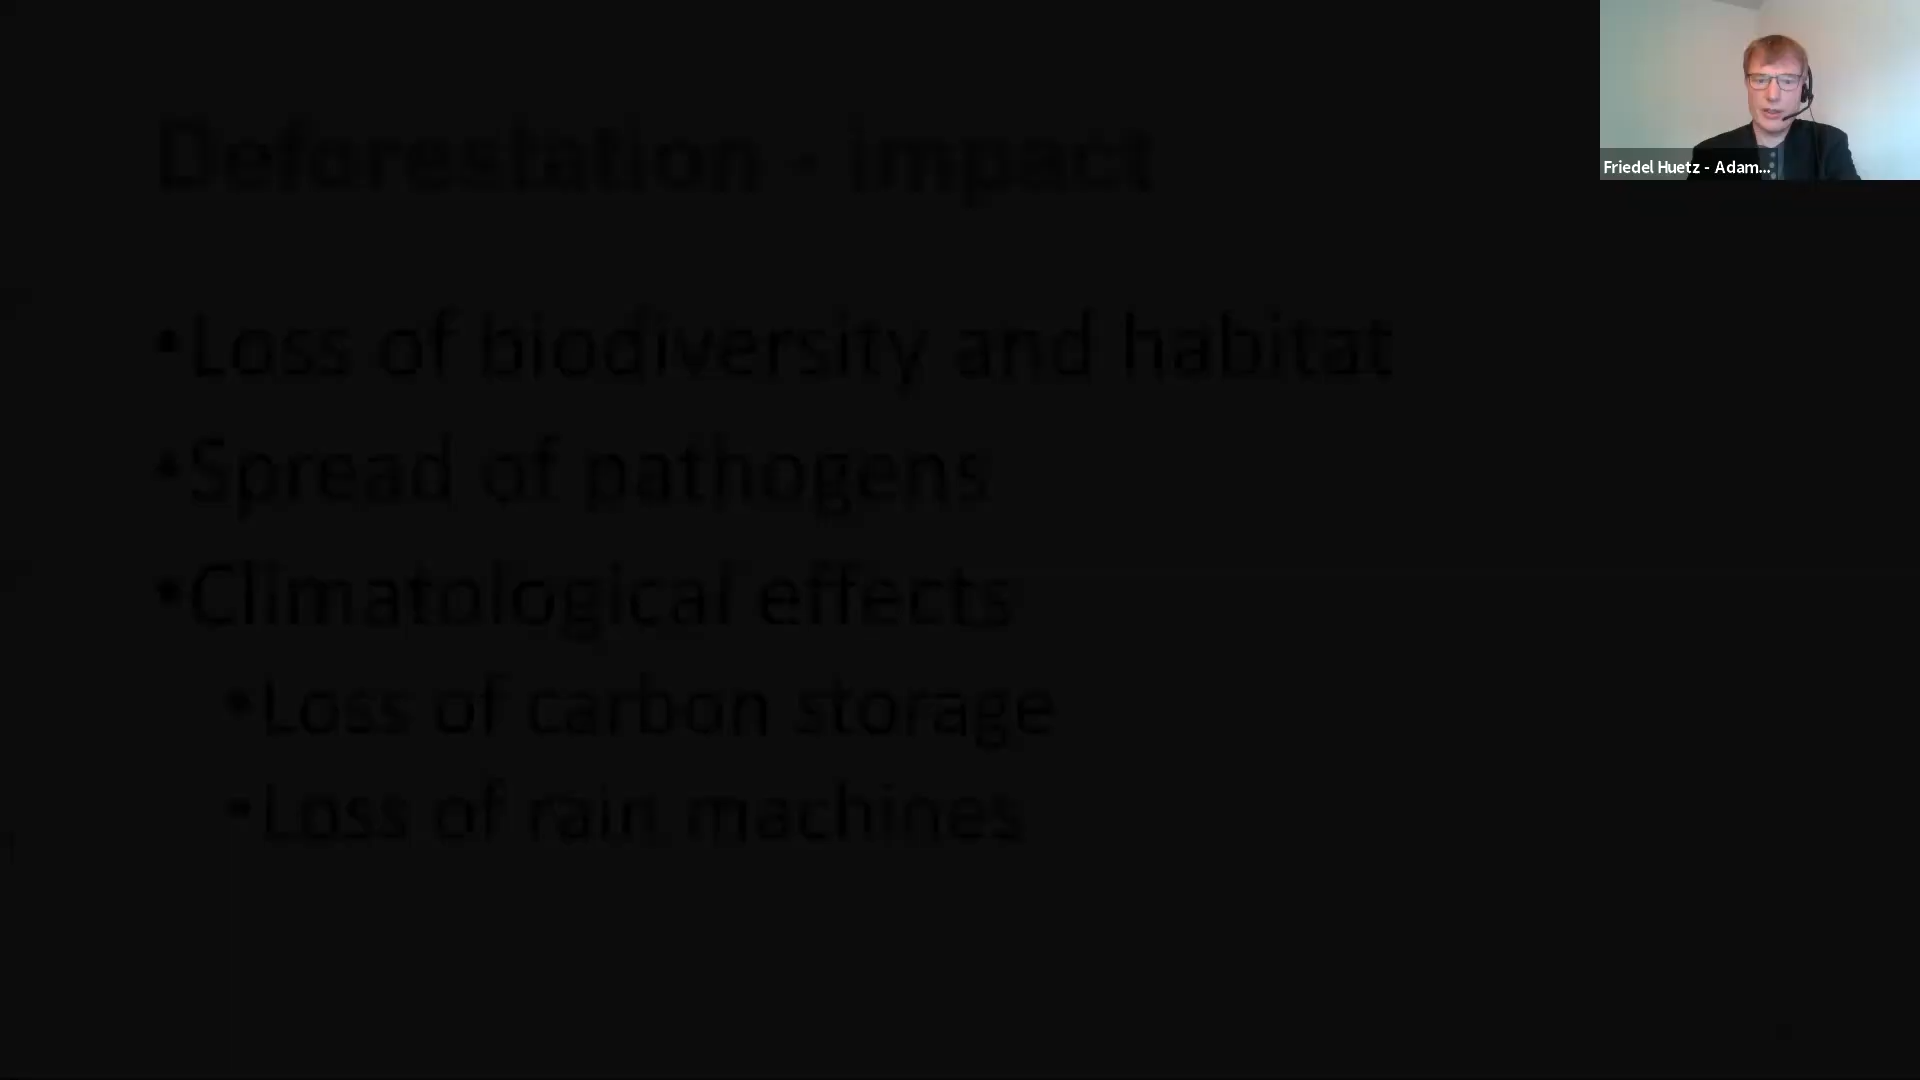 Friedel Huetz - Adam...
Deforestation - impact
•Loss of biodiversity and habitat
•Spread of pathogens
•Climatological effects
•Loss of carbon storage
•Loss of rain machines